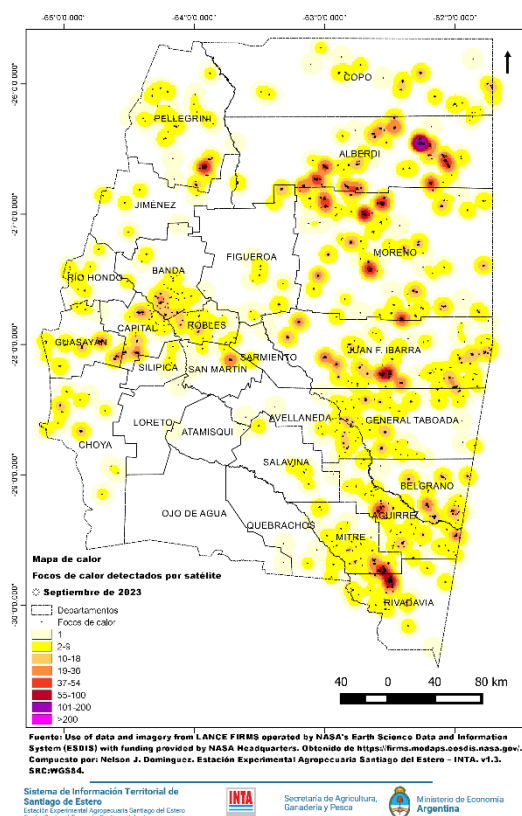 -65°0'0.000" -64°0'0.000" -63°0'0.000" -62°0'0.000"
-26°0'0.000"
-27°0'0.000"
-28°0'0.000"
-29°0'0.000"
-30°0'0.000"
COPO
PELLEGRINI
ALBERDI
JIMÉNEZ
MORENO
FIGUEROA
BANDA
RÍO HONDO
CAPITAL
ROBLES
GUASAYÁN
SARMIENTO
JUAN F. IBARRA
SILIPICA
SAN MARTÍN
AVELLANEDA
GENERAL TABOADA
LORETO
ATAMISQUI
CHOYA
SALAVINA
BELGRANO
OJO DE AGUA
QUEBRACHOS
AGUIRRE
MITRE
RIVADAVIA
Mapa de calor
Focos de calor detectados por satélite
Septiembre de 2023
Departamentos
Focos de calor
1
2-9
10-18
19-36
37-54
55-100
101-200
>200
40 0 40 80 km
Fuente: Use of data and imagery from LANCE FIRMS operated by NASA's Earth Science Data and Information
System (ESDIS) with funding provided by NASA Headquarters. Obtenido de https://firms.modaps.eosdis.nasa.gov/.
Compuesto por: Nelson J. Domínguez. Estación Experimental Agropecuaria Santiago del Estero – INTA. v1.3.
SRC:WGS84.
Sistema de Información Territorial de
Santiago de Estero
Estación Experimental Agropecuaria Santiago del Estero
INTA
Secretaría de Agricultura,
Ganadería y Pesca
Ministerio de Economía
Argentina